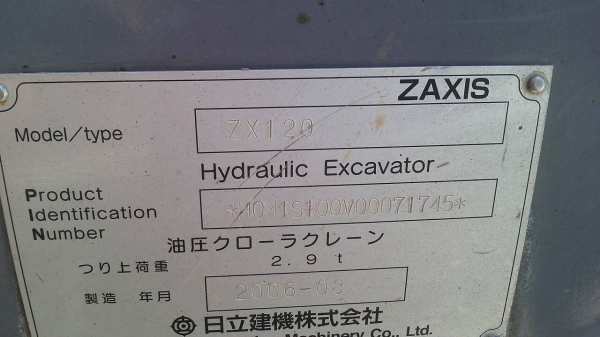 ZAXIS
Model/type ZX120
Hydraulic Excavator
Product
Identification
Number
油圧クローラクレーン
つり上荷重 2.9 t
製造 年月 2006-03
日立建機株式会社
Machinery Co., Ltd.